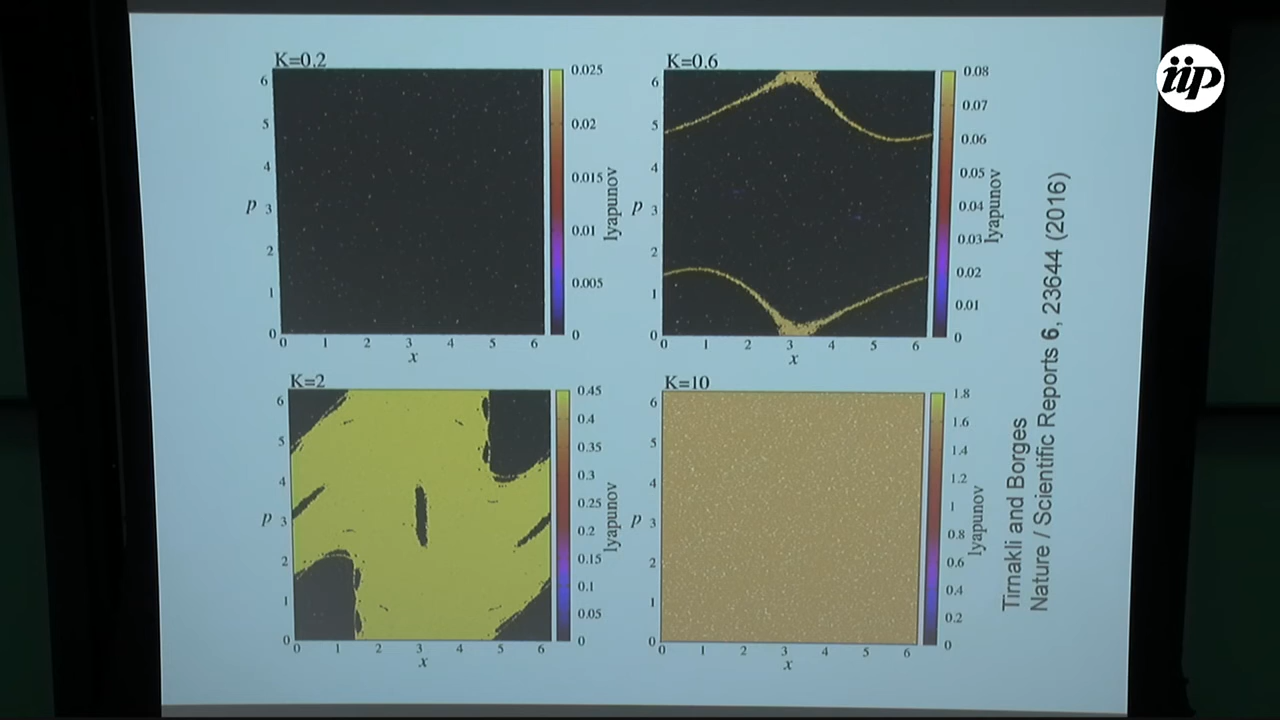 iip
K=0.2
6
5
4
3
2
1
0
p
0 1 2 3 4 5 6
x
0.025
0.02
0.015
0.01
0.005
0
lyapunov
K=0.6
6
5
4
3
2
1
0
p
0 1 2 3 4 5 6
x
0.08
0.07
0.06
0.05
0.04
0.03
0.02
0.01
0
lyapunov
K=2
6
5
4
3
2
1
0
p
0 1 2 3 4 5 6
x
0.45
0.4
0.35
0.3
0.25
0.2
0.15
0.1
0.05
0
lyapunov
K=10
6
5
4
3
2
1
0
p
0 1 2 3 4 5 6
x
1.8
1.6
1.4
1.2
1
0.8
0.6
0.4
0.2
0
lyapunov
Tirnakli and Borges
Nature / Scientific Reports 6, 23644 (2016)